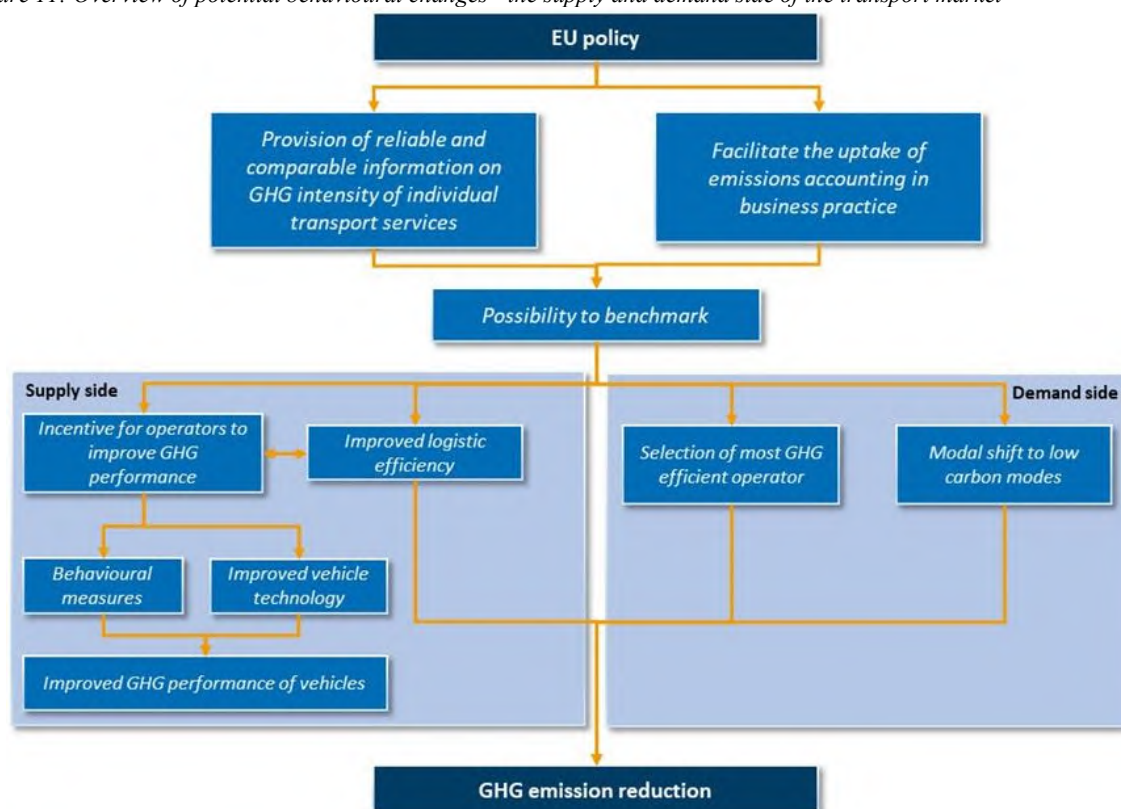 EU policy
Provision of reliable and
comparable information on
GHG intensity of individual
transport services
Facilitate the uptake of
emissions accounting in
business practice
Possibility to benchmark
Supply side
Demand side
Incentive for operators to
improve GHG
performance
Improved logistic
efficiency
Selection of most GHG
efficient operator
Modal shift to low
carbon modes
Behavioural
measures
Improved vehicle
technology
Improved GHG performance of vehicles
GHG emission reduction